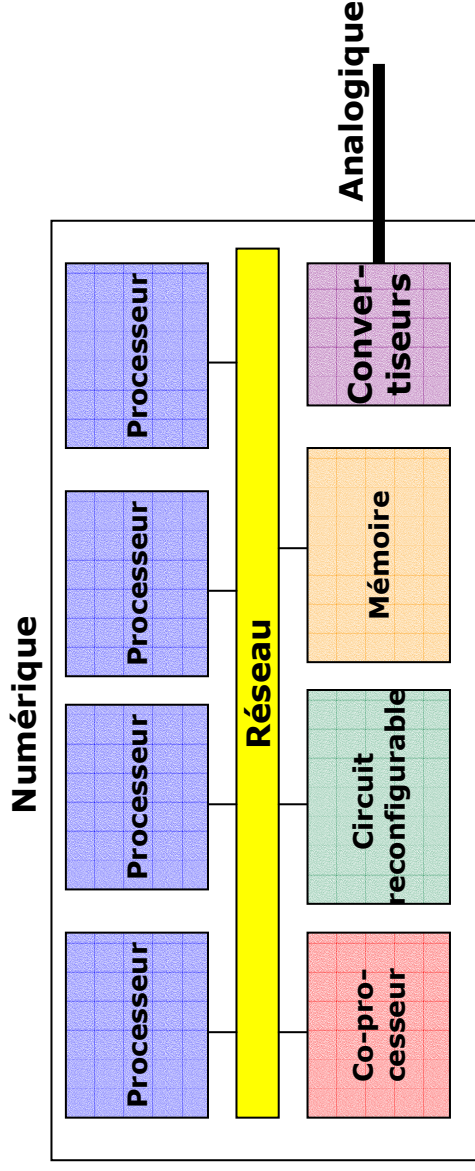 Numérique
Analogique
Processeur
Processeur
Processeur
Processeur
Réseau
Co-pro-
cesseur
Circuit
reconfigurable
Mémoire
Conver-
tiseurs